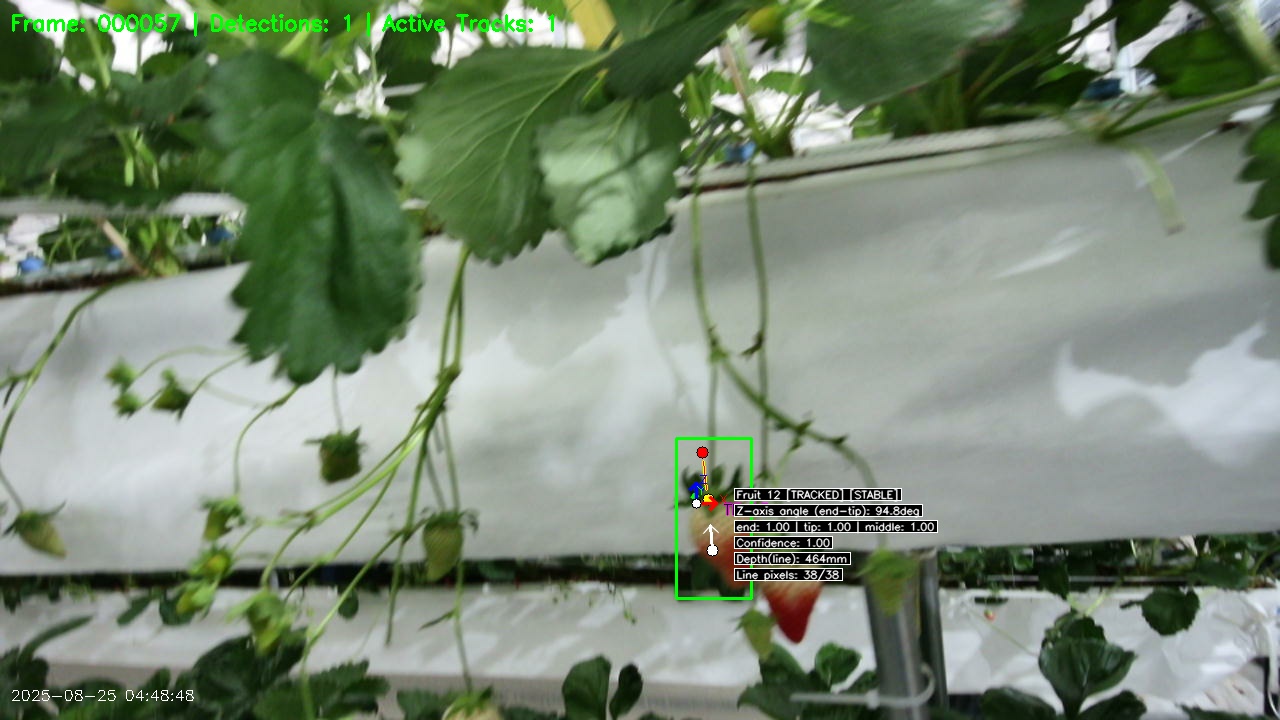 Frame: 000057 | Detections: 1 | Active Tracks: 1
Fruit 12 [TRACKED] [STABLE]
Z-axis angle (end-tip): 94.8deg
end: 1.00 | tip: 1.00 | middle: 1.00
Confidence: 1.00
Depth(line): 464mm
Line pixels: 38/38
2025-08-25 04:48:48